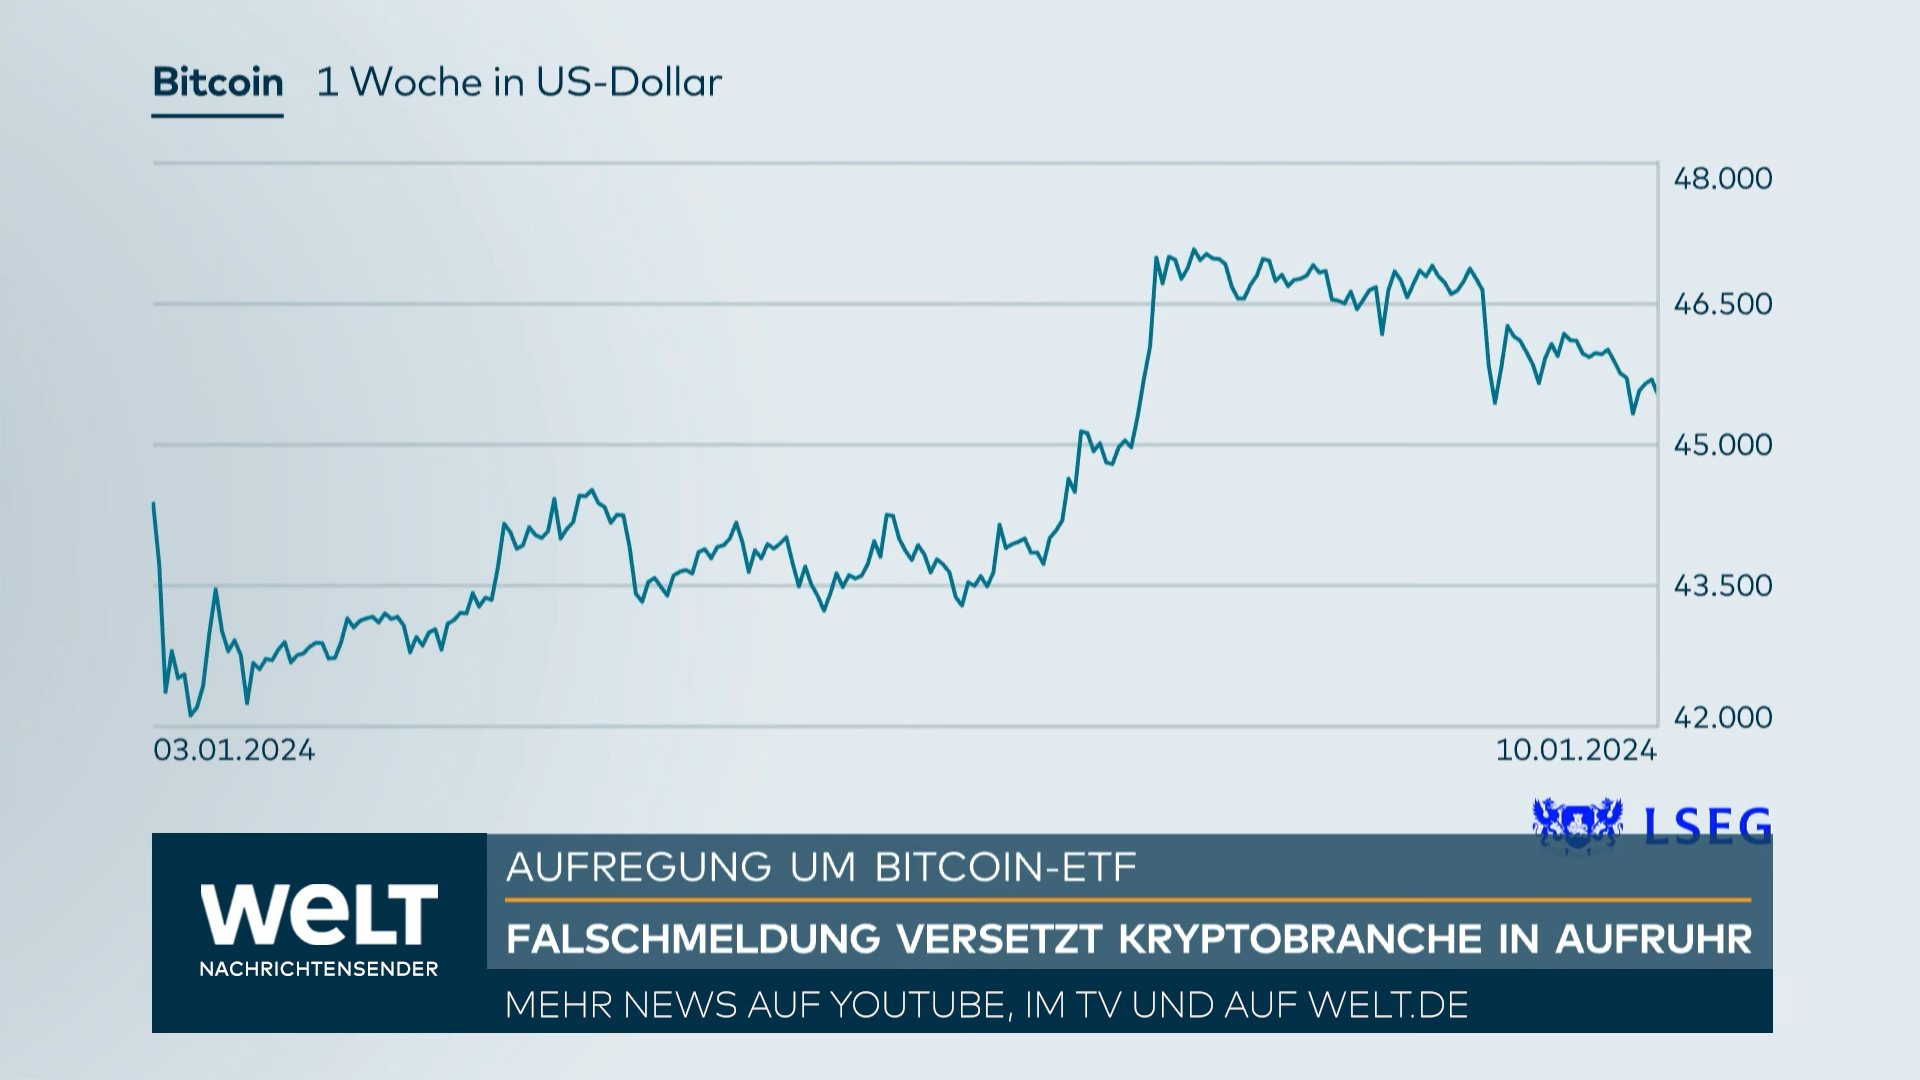 Bitcoin 1 Woche in US-Dollar
48.000
46.500
45.000
43.500
42.000
03.01.2024 10.01.2024
LSEG
WELT
NACHRICHTENSENDER
AUFREGUNG UM BITCOIN-ETF
FALSCHMELDUNG VERSETZT KRYPTOBRANCHE IN AUFRUHR
MEHR NEWS AUF YOUTUBE, IM TV UND AUF WELT.DE